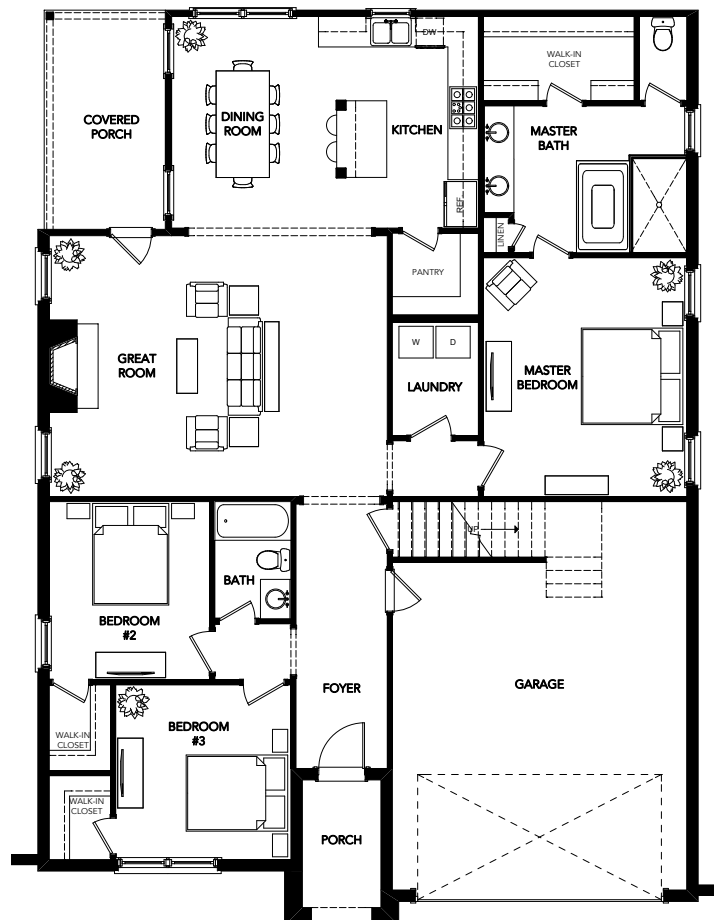 DW
WALK-IN
CLOSET
COVERED
PORCH
DINING
ROOM
KITCHEN
MASTER
BATH
REF.
LINEN
PANTRY
W
D
GREAT
ROOM
LAUNDRY
MASTER
BEDROOM
UP
BATH
BEDROOM
#2
FOYER
GARAGE
WALK-IN
CLOSET
BEDROOM
#3
WALK-IN
CLOSET
PORCH